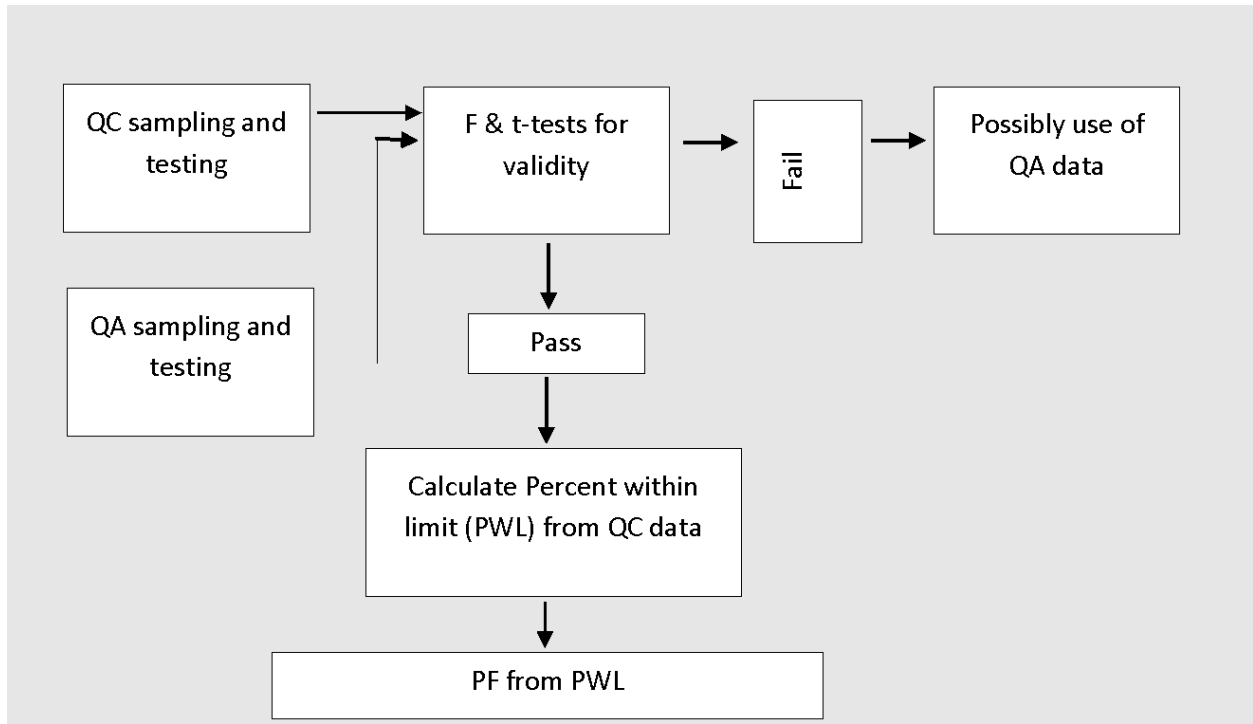 QC sampling and
testing
F & t-tests for
validity
Fail
Possibly use of
QA data
QA sampling and
testing
Pass
Calculate Percent within
limit (PWL) from QC data
PF from PWL